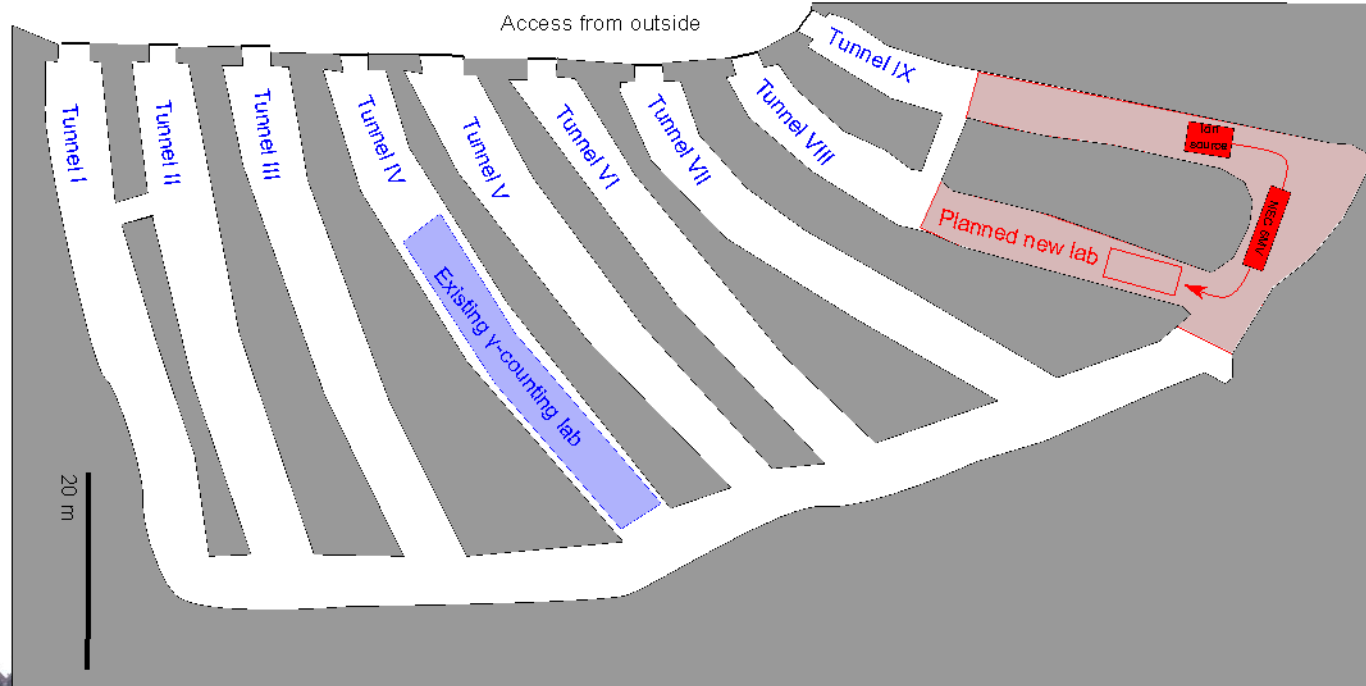 Access from outside
Tunnel I
Tunnel II
Tunnel III
Tunnel IV
Tunnel V
Tunnel VI
Tunnel VII
Tunnel VIII
Tunnel IX
Ion
source
NEC 6MV
Planned new lab
Existing γ-counting lab
20 m